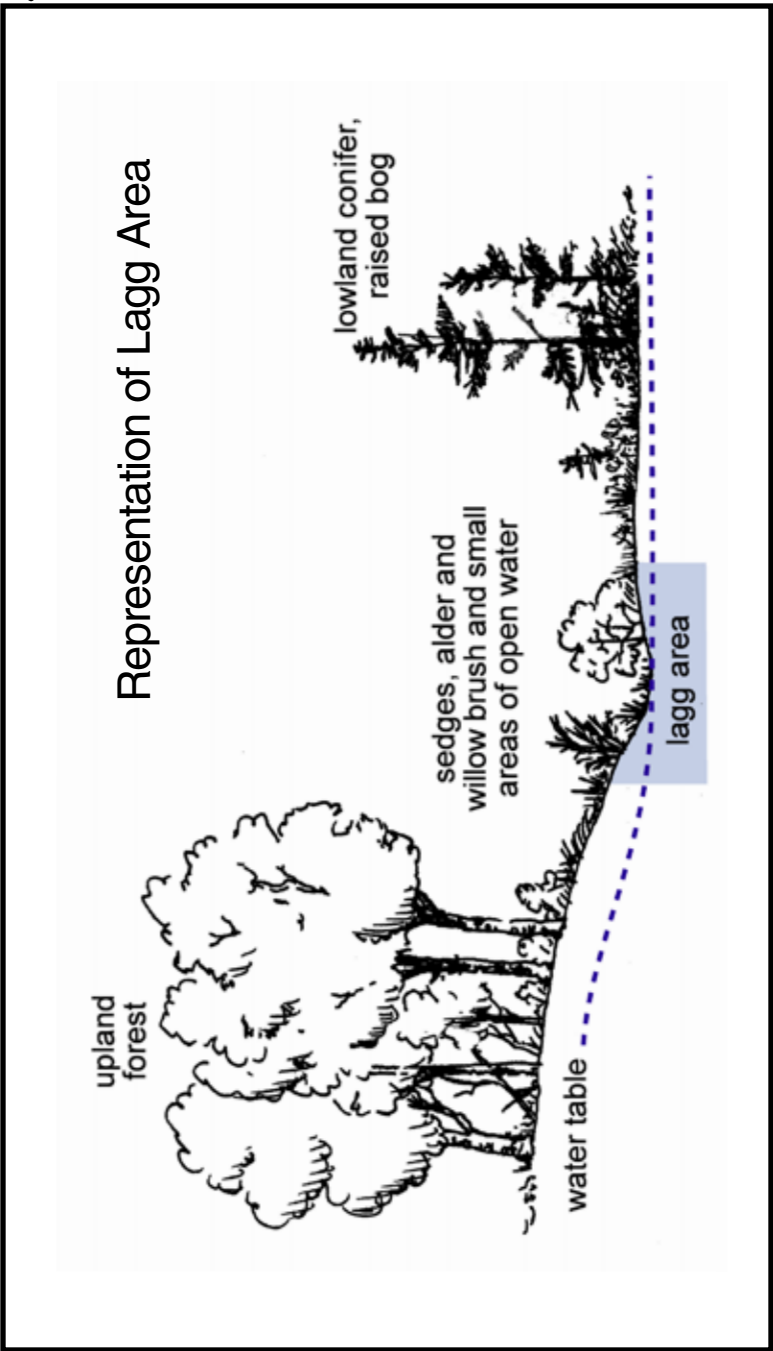 Representation of Lagg Area
upland
forest
lowland conifer,
raised bog
sedges, alder and
willow brush and small
areas of open water
water table
lagg area